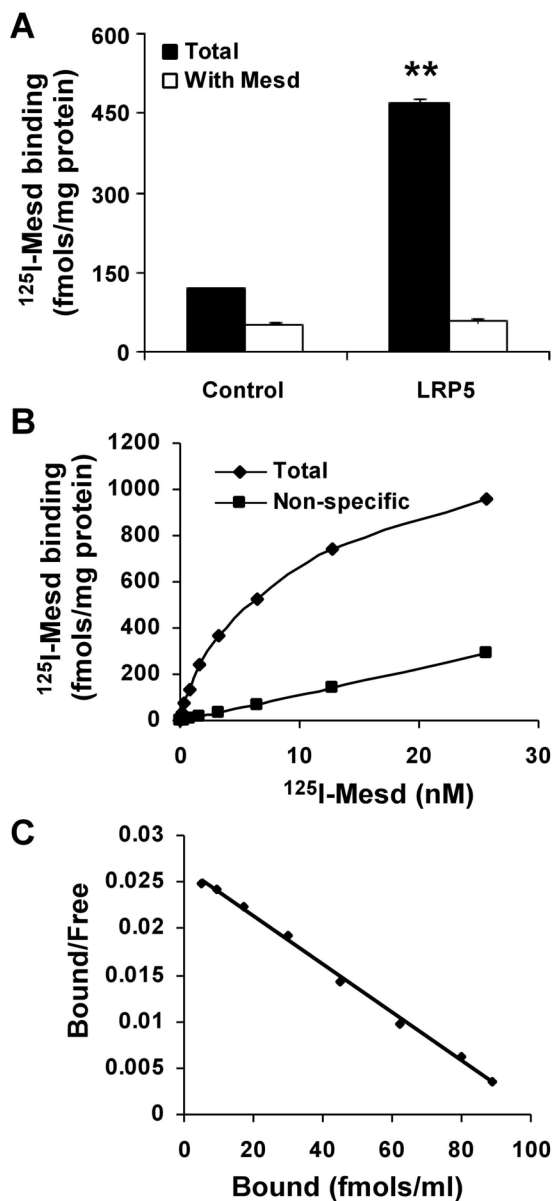 A
¹²⁵I-Mesd binding
(fmols/mg protein)
600
450
300
150
0
Total
With Mesd
**
Control LRP5
B
¹²⁵I-Mesd binding
(fmols/mg protein)
1200
1000
800
600
400
200
0
Total
Non-specific
0 10 20 30
¹²⁵I-Mesd (nM)
C
Bound/Free
0.03
0.025
0.02
0.015
0.01
0.005
0
0 20 40 60 80 100
Bound (fmols/ml)